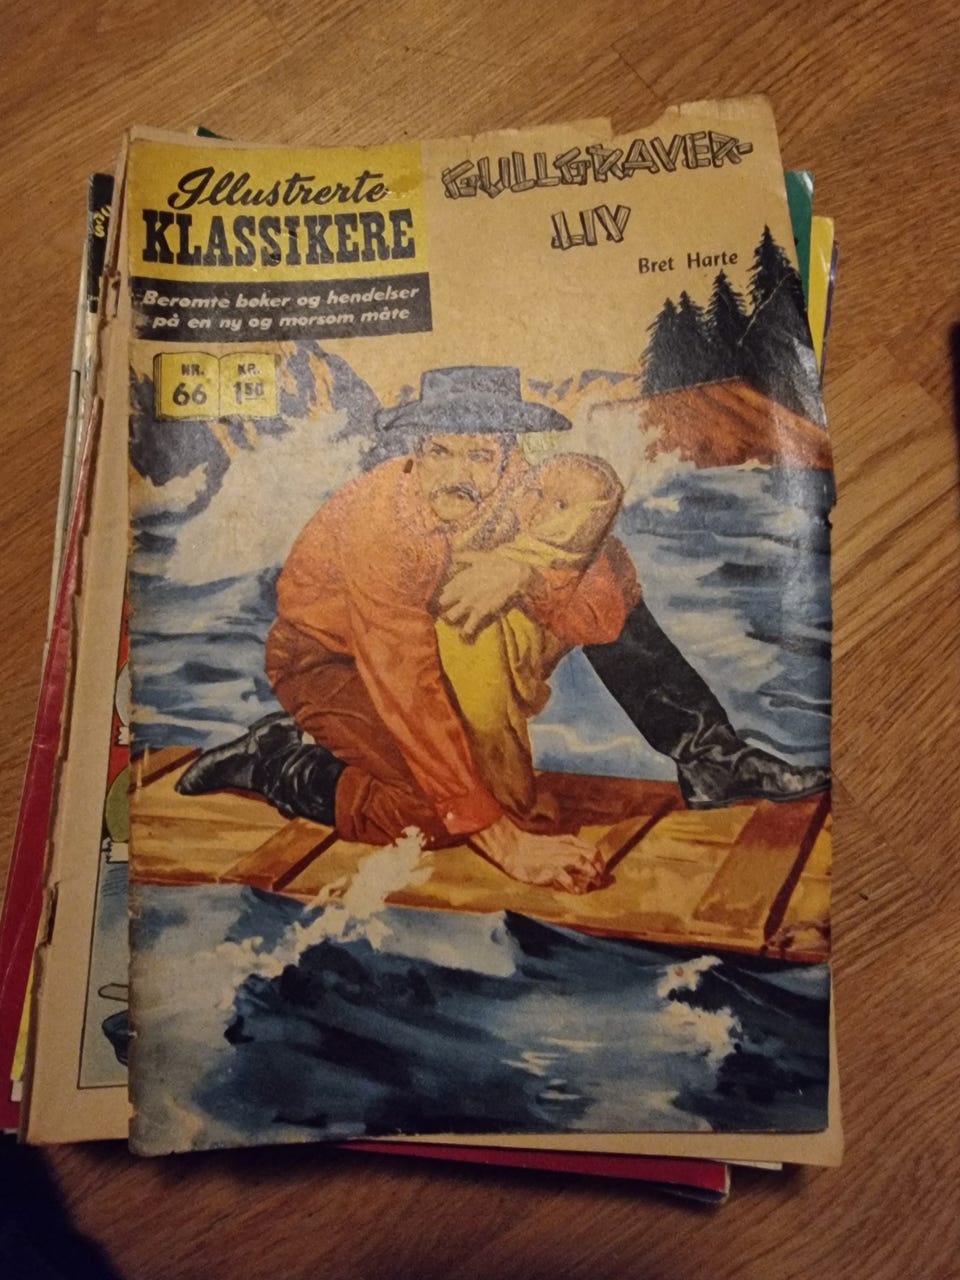 Illustrerte
KLASSIKERE
Berømte bøker og hendelser
på en ny og morsom måte
NR.
66
KR.
1.50
GULLGRAVER-
LIV
Bret Harte